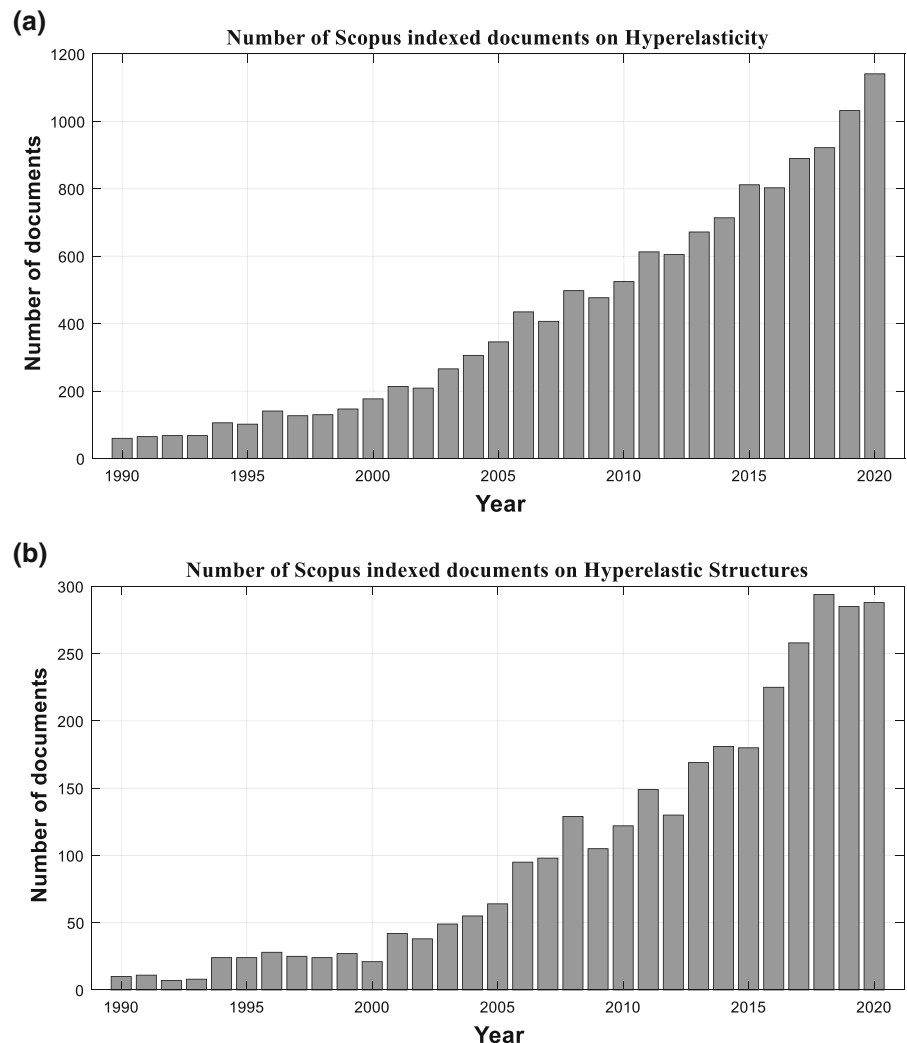 (a)
Number of Scopus indexed documents on Hyperelasticity
1200
1000
800
600
400
200
0
Number of documents
1990 1995 2000 2005 2010 2015 2020
Year
(b)
Number of Scopus indexed documents on Hyperelastic Structures
300
250
200
150
100
50
0
Number of documents
1990 1995 2000 2005 2010 2015 2020
Year